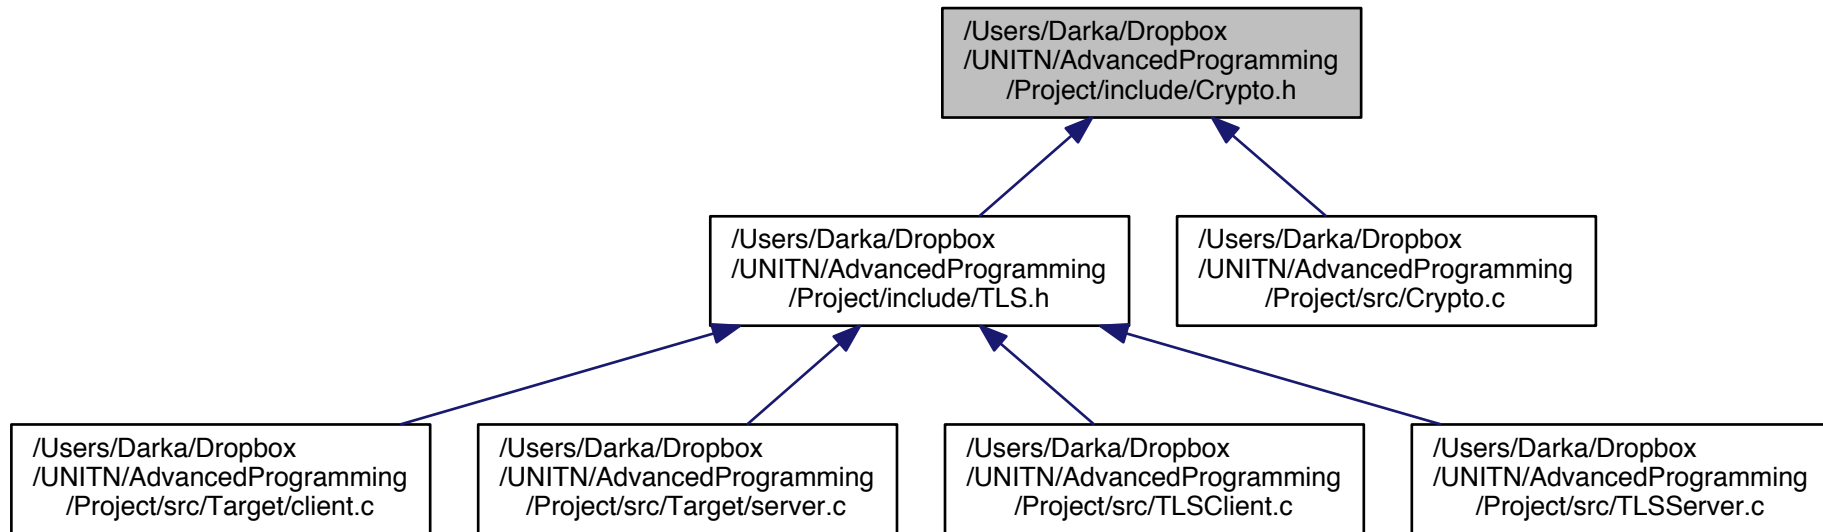 /Users/Darka/Dropbox
/UNITN/AdvancedProgramming
/Project/include/Crypto.h
/Users/Darka/Dropbox
/UNITN/AdvancedProgramming
/Project/include/TLS.h
/Users/Darka/Dropbox
/UNITN/AdvancedProgramming
/Project/src/Crypto.c
/Users/Darka/Dropbox
/UNITN/AdvancedProgramming
/Project/src/Target/client.c
/Users/Darka/Dropbox
/UNITN/AdvancedProgramming
/Project/src/Target/server.c
/Users/Darka/Dropbox
/UNITN/AdvancedProgramming
/Project/src/TLSClient.c
/Users/Darka/Dropbox
/UNITN/AdvancedProgramming
/Project/src/TLSServer.c